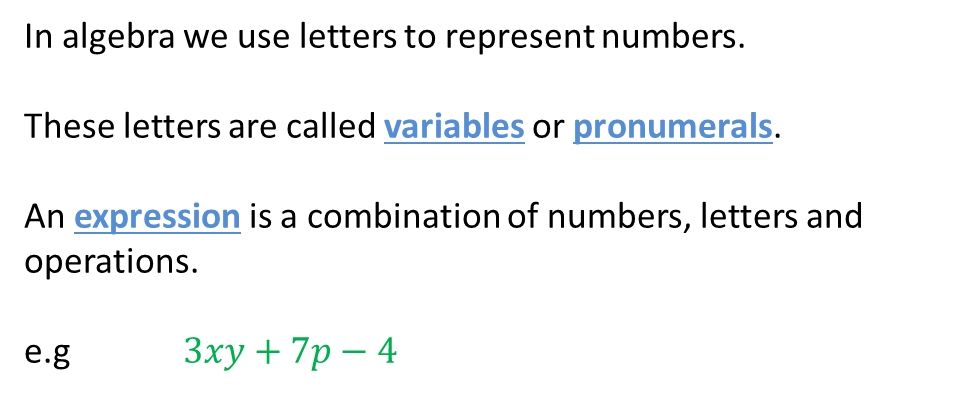 In algebra we use letters to represent numbers.
These letters are called variables or pronumerals.
An expression is a combination of numbers, letters and
operations.
e.g 3xy + 7p − 4